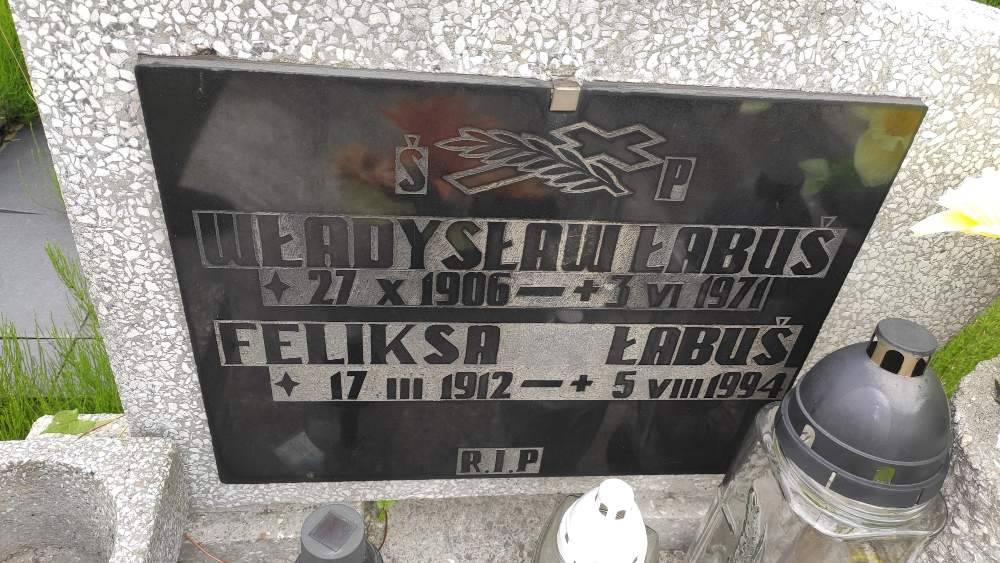 Ś P
WŁADYSŁAW ŁABUŚ
✦ 27 X 1906 — + 3 VI 1971
FELIKSA ŁABUŚ
✦ 17 III 1912 — + 5 VIII 1994
R.I.P